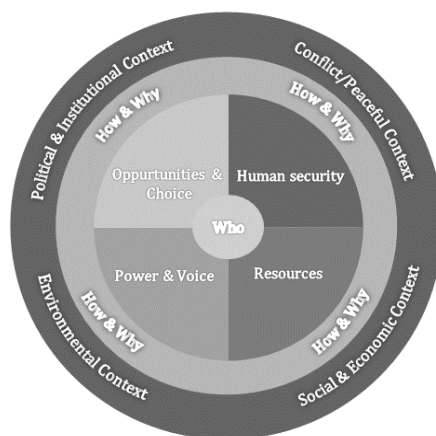 Political & Institutional Context
Conflict/Peaceful Context
How & Why
How & Why
Oppurtunities &
Choice
Human security
Who
Power & Voice
Resources
How & Why
How & Why
Environmental Context
Social & Economic Context